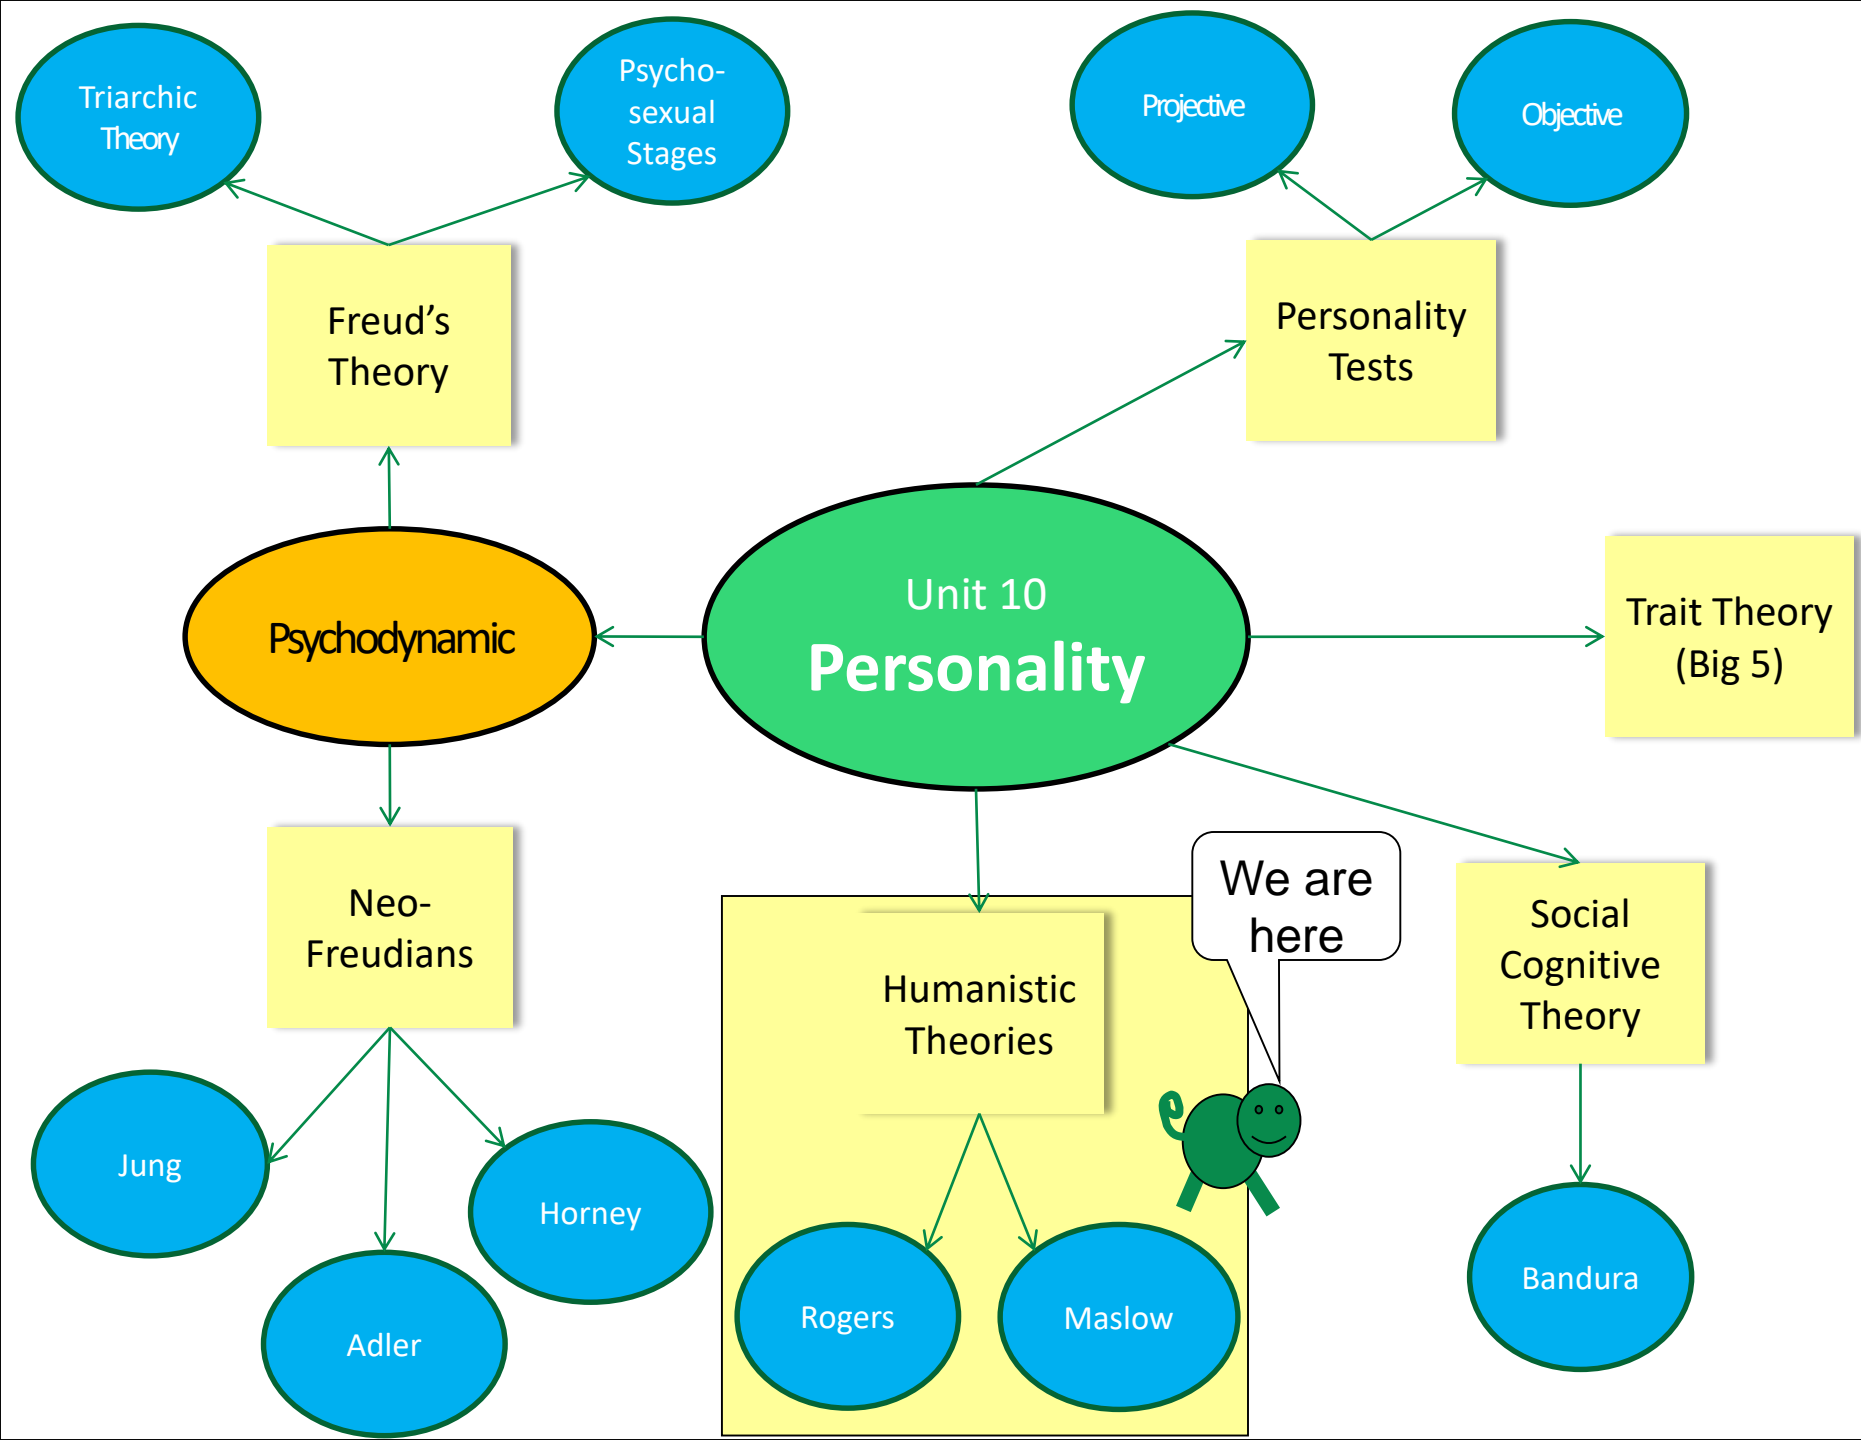 Triarchic
Theory
Psycho-
sexual
Stages
Projective
Objective
Freud’s
Theory
Personality
Tests
Psychodynamic
Unit 10
Personality
Trait Theory
(Big 5)
Neo-
Freudians
Humanistic
Theories
We are
here
Social
Cognitive
Theory
Jung
Adler
Horney
Rogers
Maslow
Bandura